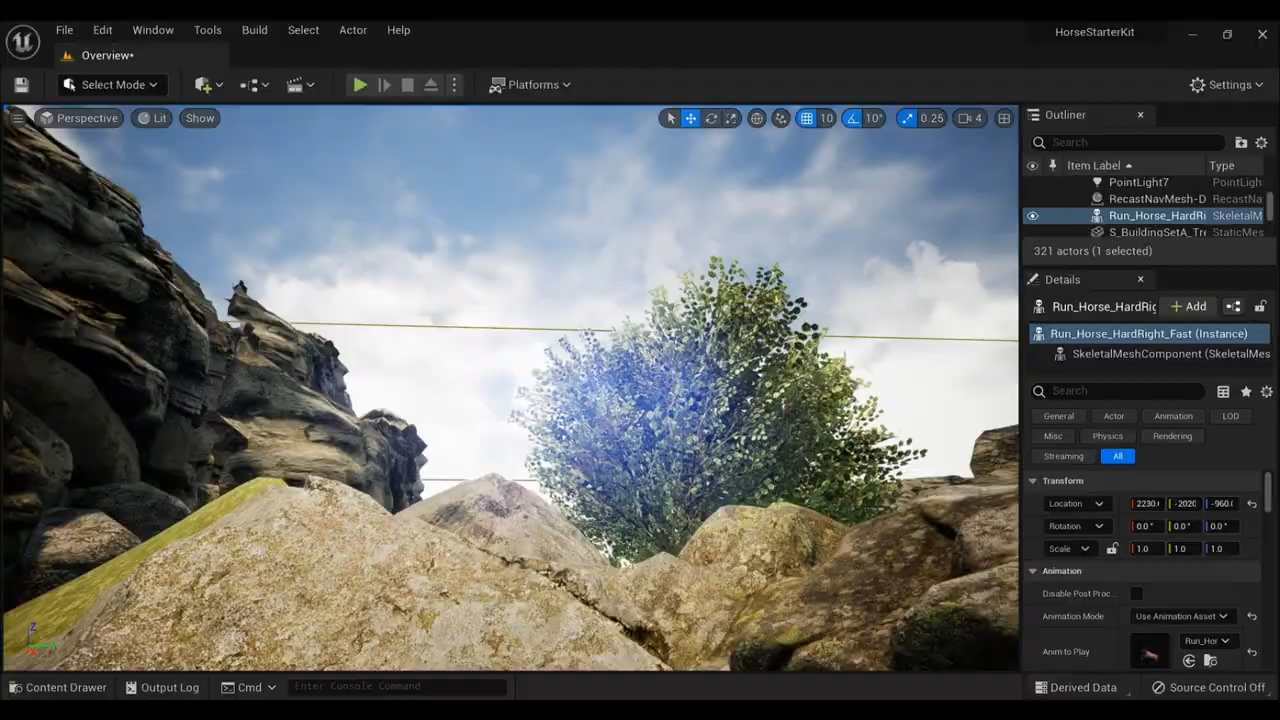 File Edit Window Tools Build Select Actor Help
HorseStarterKit
Overview*
Select Mode
Platforms
Settings
Perspective Lit Show
10 10° 0.25 4
Outliner
Search
Item Label Type
PointLight7 PointLigh
RecastNavMesh-D RecastNa
Run_Horse_HardRi SkeletalM
S_BuildingSetA_Tre StaticMes
321 actors (1 selected)
Details
Run_Horse_HardRig Add
Run_Horse_HardRight_Fast (Instance)
SkeletalMeshComponent (SkeletalMes
Search
General Actor Animation LOD
Misc Physics Rendering
Streaming All
Transform
Location 2230. -2020 -960.
Rotation 0.0° 0.0° 0.0°
Scale 1.0 1.0 1.0
Animation
Disable Post Proc...
Animation Mode Use Animation Asset
Anim to Play Run_Hor
Z
Content Drawer Output Log Cmd Enter Console Command
Derived Data Source Control Off